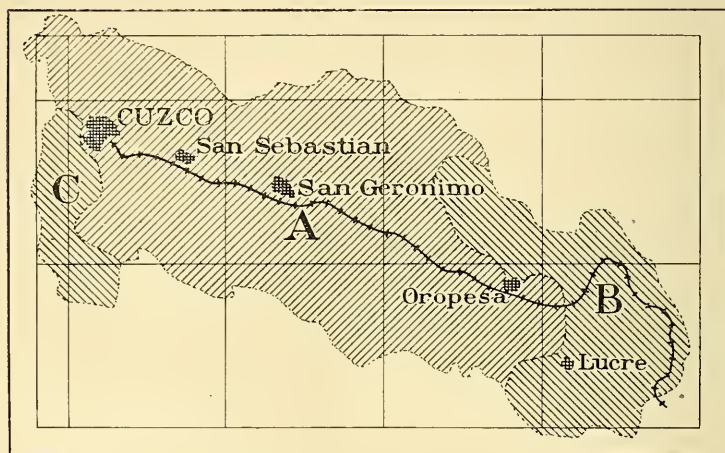 CUZCO
San Sebastian
C
San Geronimo
A
Oropesa
B
Lucre